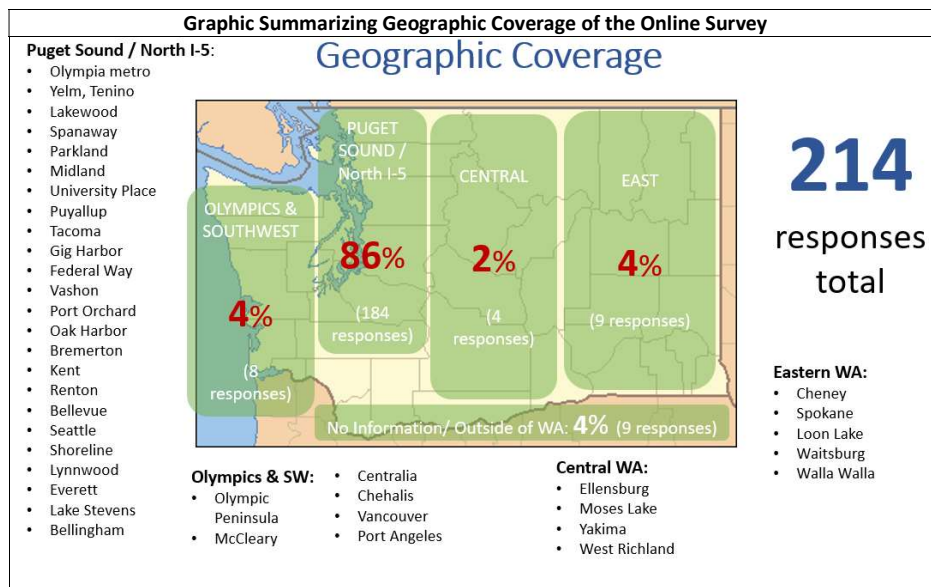 Graphic Summarizing Geographic Coverage of the Online Survey
Geographic Coverage
Puget Sound / North I-5:
• Olympia metro
• Yelm, Tenino
• Lakewood
• Spanaway
• Parkland
• Midland
• University Place
• Puyallup
• Tacoma
• Gig Harbor
• Federal Way
• Vashon
• Port Orchard
• Oak Harbor
• Bremerton
• Kent
• Renton
• Bellevue
• Seattle
• Shoreline
• Lynnwood
• Everett
• Lake Stevens
• Bellingham
OLYMPICS &
SOUTHWEST
4%
(8
responses)
PUGET
SOUND /
North I-5
86%
(184
responses)
CENTRAL
2%
(4
responses)
EAST
4%
(9 responses)
No Information/ Outside of WA: 4% (9 responses)
214
responses
total
Olympics & SW:
• Olympic
Peninsula
• McCleary
• Centralia
• Chehalis
• Vancouver
• Port Angeles
Central WA:
• Ellensburg
• Moses Lake
• Yakima
• West Richland
Eastern WA:
• Cheney
• Spokane
• Loon Lake
• Waitsburg
• Walla Walla